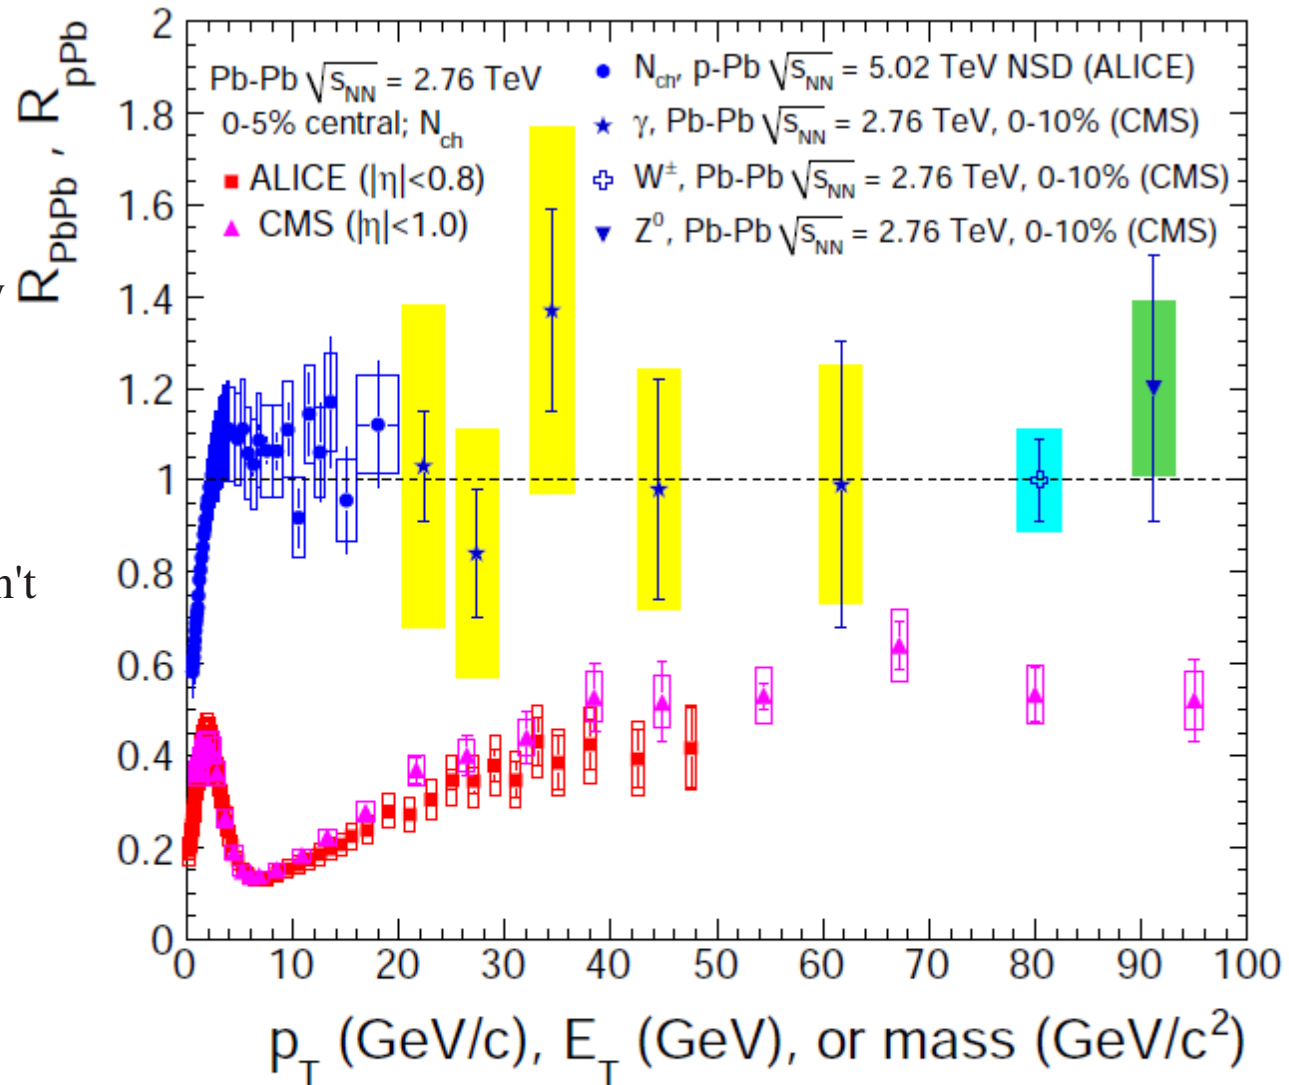 2
1.8
1.6
1.4
1.2
1
0.8
0.6
0.4
0.2
0
R_PbPb , R_pPb
Pb-Pb √s_NN = 2.76 TeV
0-5% central; N_ch
ALICE (|η|<0.8)
CMS (|η|<1.0)
N_ch, p-Pb √s_NN = 5.02 TeV NSD (ALICE)
γ, Pb-Pb √s_NN = 2.76 TeV, 0-10% (CMS)
W^±, Pb-Pb √s_NN = 2.76 TeV, 0-10% (CMS)
Z^0, Pb-Pb √s_NN = 2.76 TeV, 0-10% (CMS)
n't
0 10 20 30 40 50 60 70 80 90 100
p_T (GeV/c), E_T (GeV), or mass (GeV/c^2)